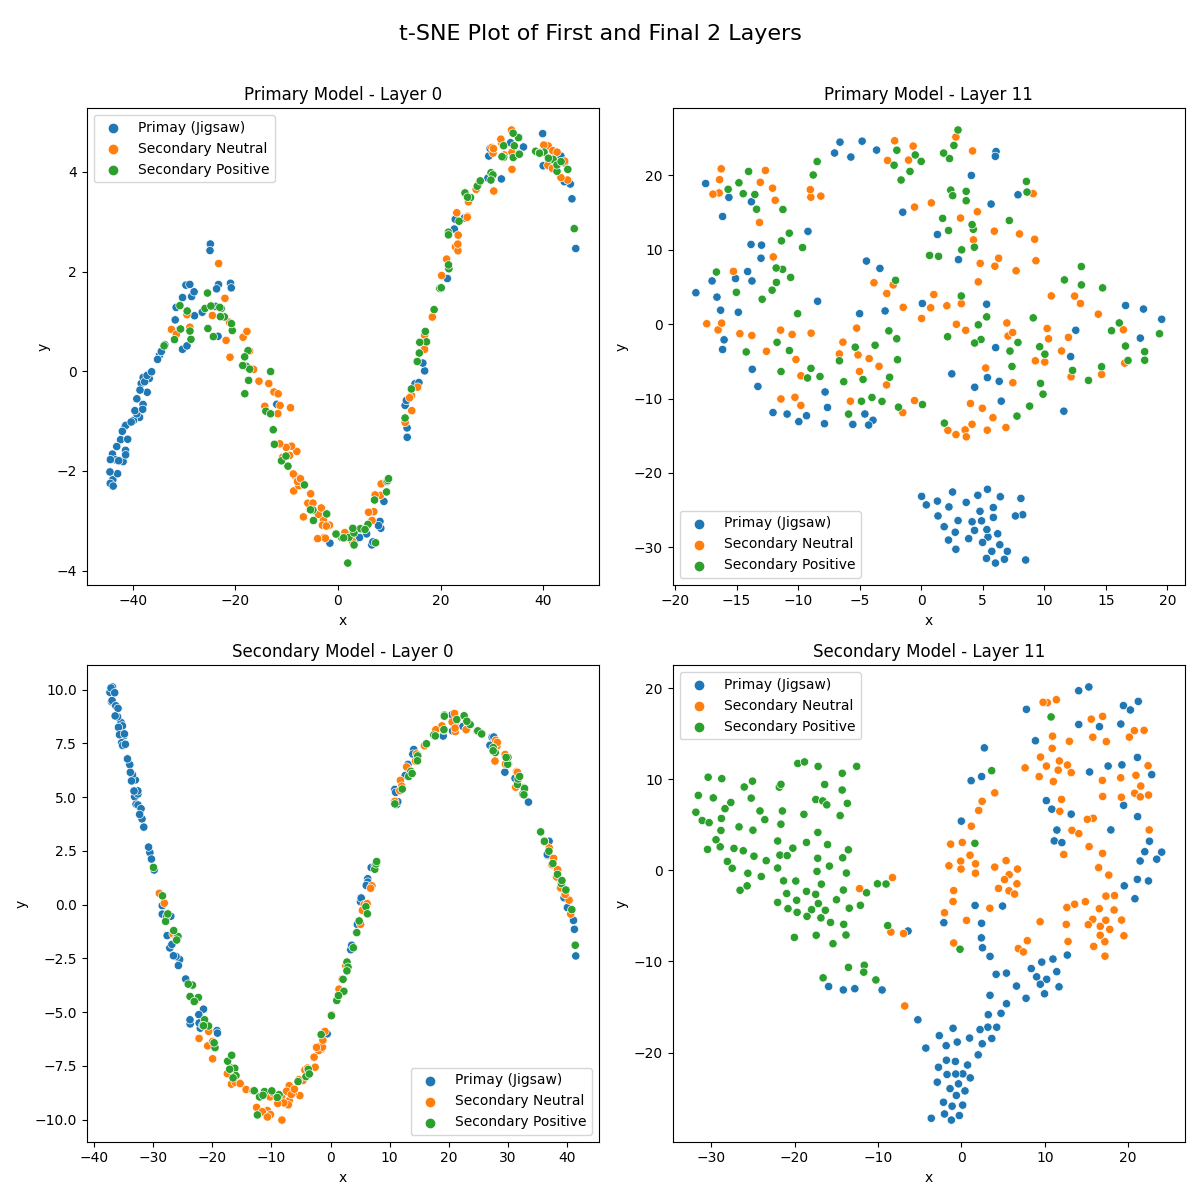 t-SNE Plot of First and Final 2 Layers
Primary Model - Layer 0
Primay (Jigsaw)
Secondary Neutral
Secondary Positive
4
2
0
−2
−4
y
−40
−20
0
20
40
x
Primary Model - Layer 11
20
10
0
−10
−20
−30
y
Primay (Jigsaw)
Secondary Neutral
Secondary Positive
−20
−15
−10
−5
0
5
10
15
20
x
Secondary Model - Layer 0
10.0
7.5
5.0
2.5
0.0
−2.5
−5.0
−7.5
−10.0
y
Primay (Jigsaw)
Secondary Neutral
Secondary Positive
−40
−30
−20
−10
0
10
20
30
40
x
Secondary Model - Layer 11
Primay (Jigsaw)
Secondary Neutral
Secondary Positive
20
10
0
−10
−20
y
−30
−20
−10
0
10
20
x